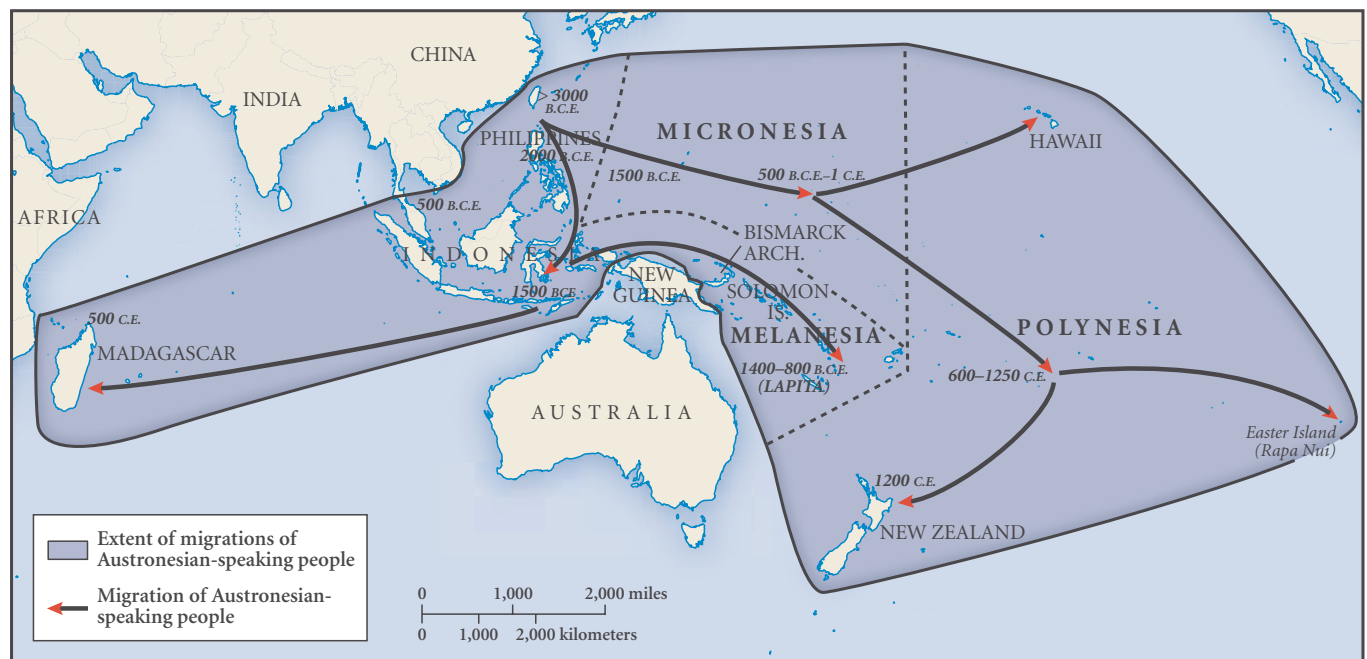 CHINA
INDIA
AFRICA
> 3000
B.C.E.
PHILIPPINES
2000 B.C.E.
MICRONESIA
1500 B.C.E.
500 B.C.E.–1 C.E.
HAWAII
500 B.C.E.
INDONESIA
BISMARCK
ARCH.
NEW
GUINEA
SOLOMON
IS.
1500 BCE
MELANESIA
POLYNESIA
500 C.E.
MADAGASCAR
1400–800 B.C.E.
(LAPITA)
600–1250 C.E.
AUSTRALIA
Easter Island
(Rapa Nui)
1200 C.E.
NEW ZEALAND
Extent of migrations of
Austronesian-speaking people
Migration of Austronesian-
speaking people
0 1,000 2,000 miles
0 1,000 2,000 kilometers